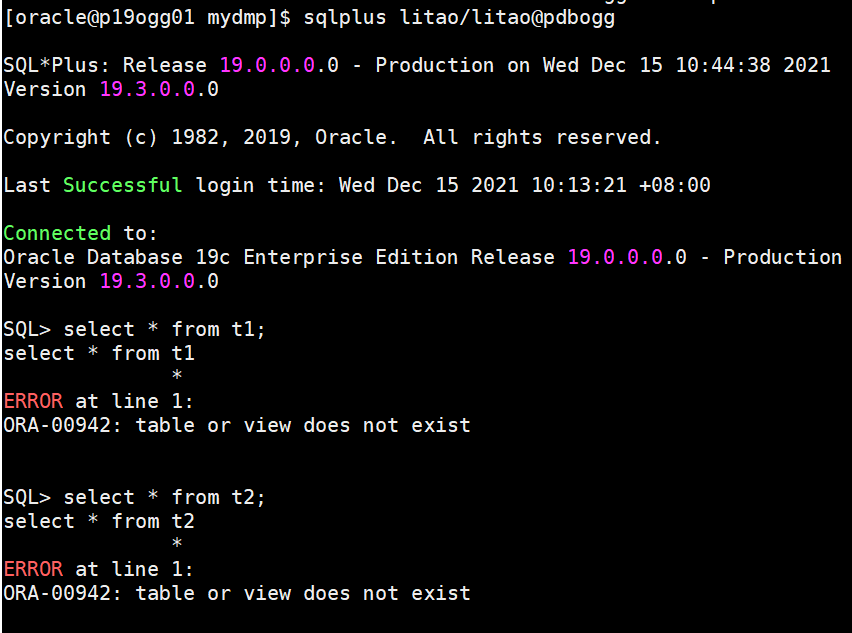 [oracle@p19ogg01 mydmp]$ sqlplus litao/litao@pdbogg
SQL*Plus: Release 19.0.0.0.0 - Production on Wed Dec 15 10:44:38 2021
Version 19.3.0.0.0
Copyright (c) 1982, 2019, Oracle.  All rights reserved.
Last Successful login time: Wed Dec 15 2021 10:13:21 +08:00
Connected to:
Oracle Database 19c Enterprise Edition Release 19.0.0.0.0 - Production
Version 19.3.0.0.0
SQL> select * from t1;
select * from t1
              *
ERROR at line 1:
ORA-00942: table or view does not exist
SQL> select * from t2;
select * from t2
              *
ERROR at line 1:
ORA-00942: table or view does not exist